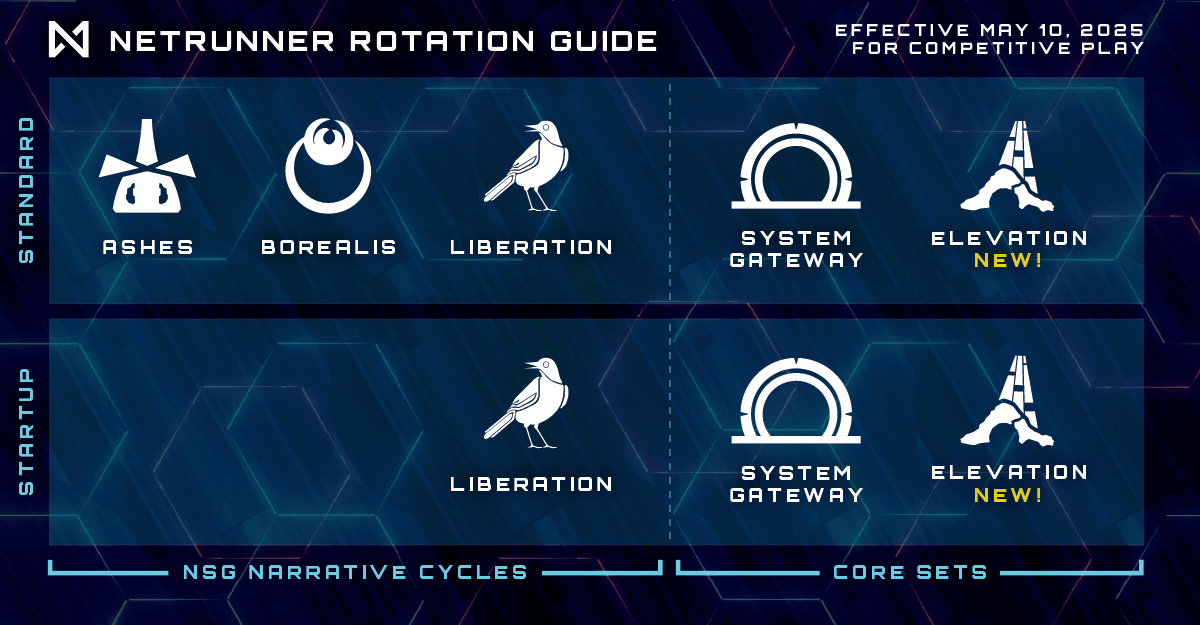 NETRUNNER ROTATION GUIDE
EFFECTIVE MAY 10, 2025
FOR COMPETITIVE PLAY
STANDARD
ASHES
BOREALIS
LIBERATION
SYSTEM
GATEWAY
ELEVATION
NEW!
STARTUP
LIBERATION
SYSTEM
GATEWAY
ELEVATION
NEW!
NSG NARRATIVE CYCLES
CORE SETS